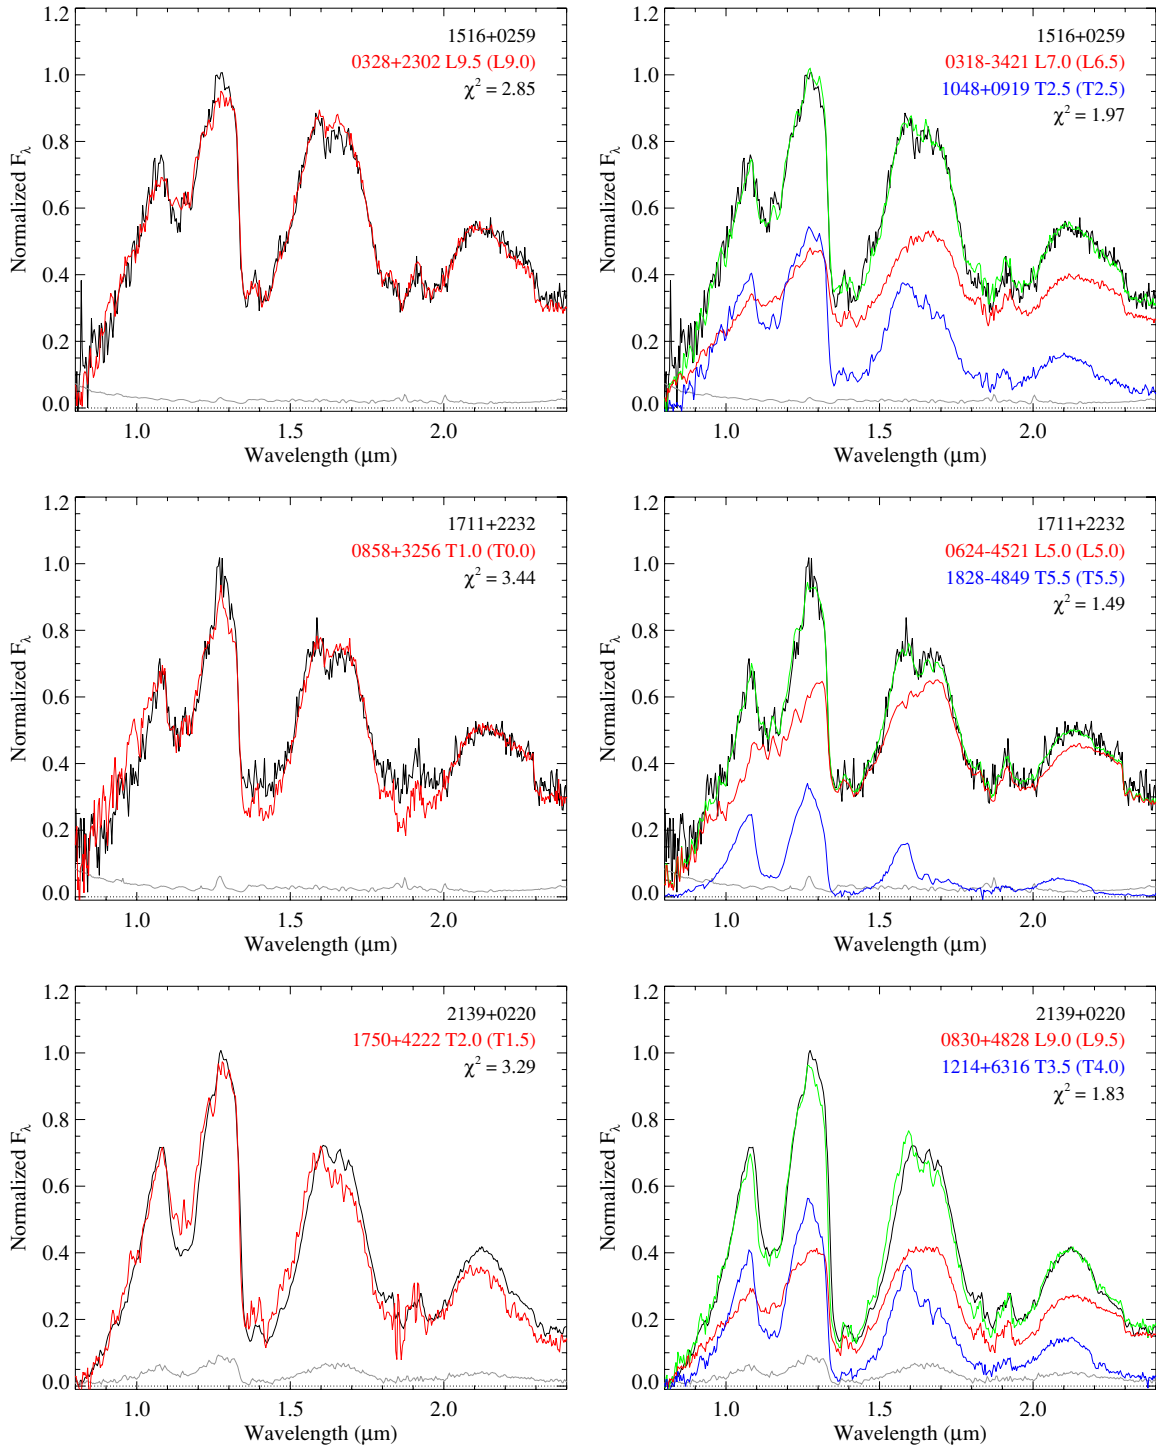 1516+0259
0328+2302 L9.5 (L9.0)
χ² = 2.85
Normalized Fλ
1.2
1.0
0.8
0.6
0.4
0.2
0.0
1.0 1.5 2.0
Wavelength (μm)
1516+0259
0318-3421 L7.0 (L6.5)
1048+0919 T2.5 (T2.5)
χ² = 1.97
Normalized Fλ
1.2
1.0
0.8
0.6
0.4
0.2
0.0
1.0 1.5 2.0
Wavelength (μm)
1711+2232
0858+3256 T1.0 (T0.0)
χ² = 3.44
Normalized Fλ
1.2
1.0
0.8
0.6
0.4
0.2
0.0
1.0 1.5 2.0
Wavelength (μm)
1711+2232
0624-4521 L5.0 (L5.0)
1828-4849 T5.5 (T5.5)
χ² = 1.49
Normalized Fλ
1.2
1.0
0.8
0.6
0.4
0.2
0.0
1.0 1.5 2.0
Wavelength (μm)
2139+0220
1750+4222 T2.0 (T1.5)
χ² = 3.29
Normalized Fλ
1.2
1.0
0.8
0.6
0.4
0.2
0.0
1.0 1.5 2.0
Wavelength (μm)
2139+0220
0830+4828 L9.0 (L9.5)
1214+6316 T3.5 (T4.0)
χ² = 1.83
Normalized Fλ
1.2
1.0
0.8
0.6
0.4
0.2
0.0
1.0 1.5 2.0
Wavelength (μm)